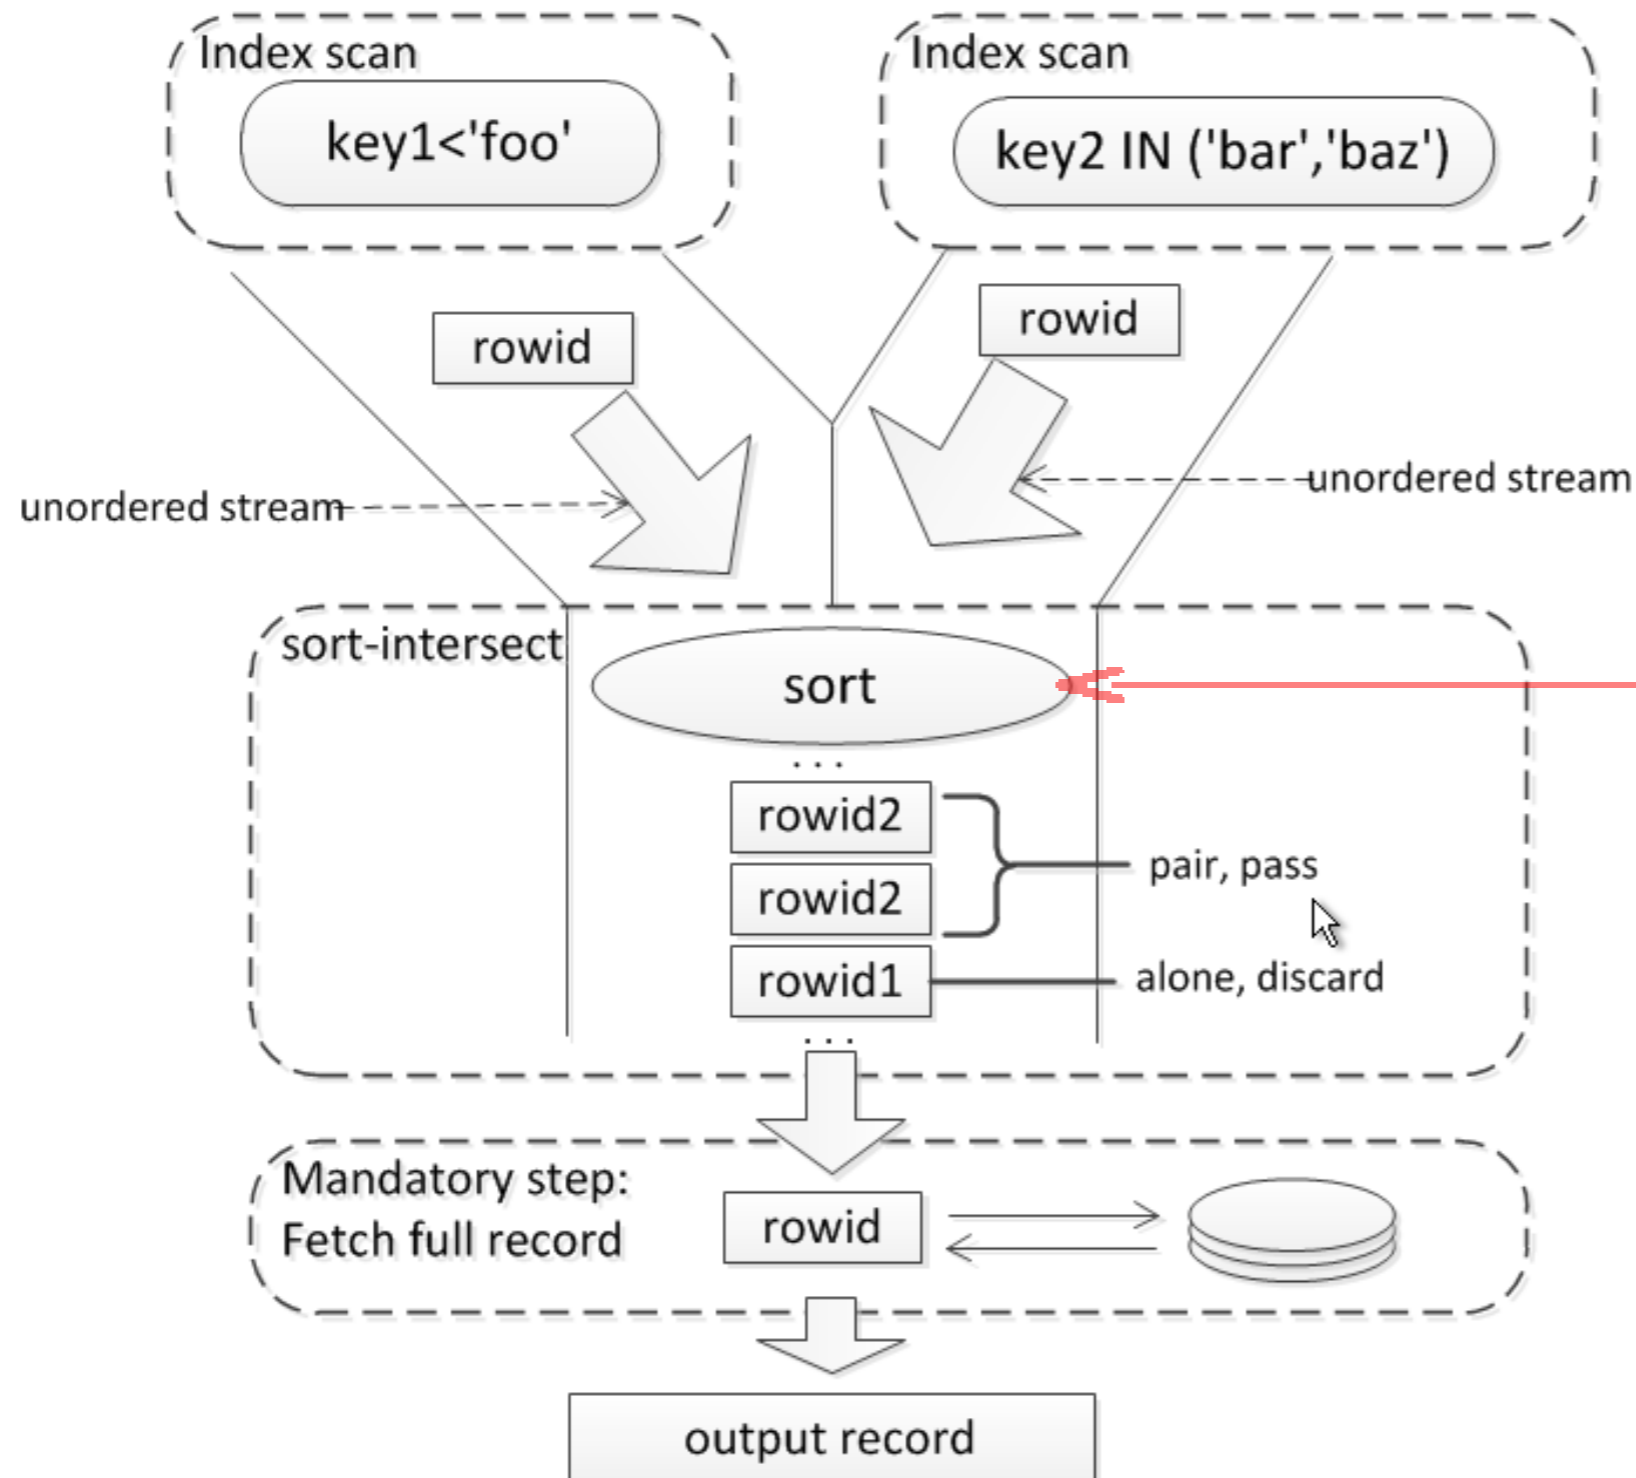 Index scan
key1<'foo'
Index scan
key2 IN ('bar','baz')
rowid
rowid
unordered stream
unordered stream
sort-intersect
sort
...
rowid2
rowid2
pair, pass
rowid1
alone, discard
...
Mandatory step:
Fetch full record
rowid
output record